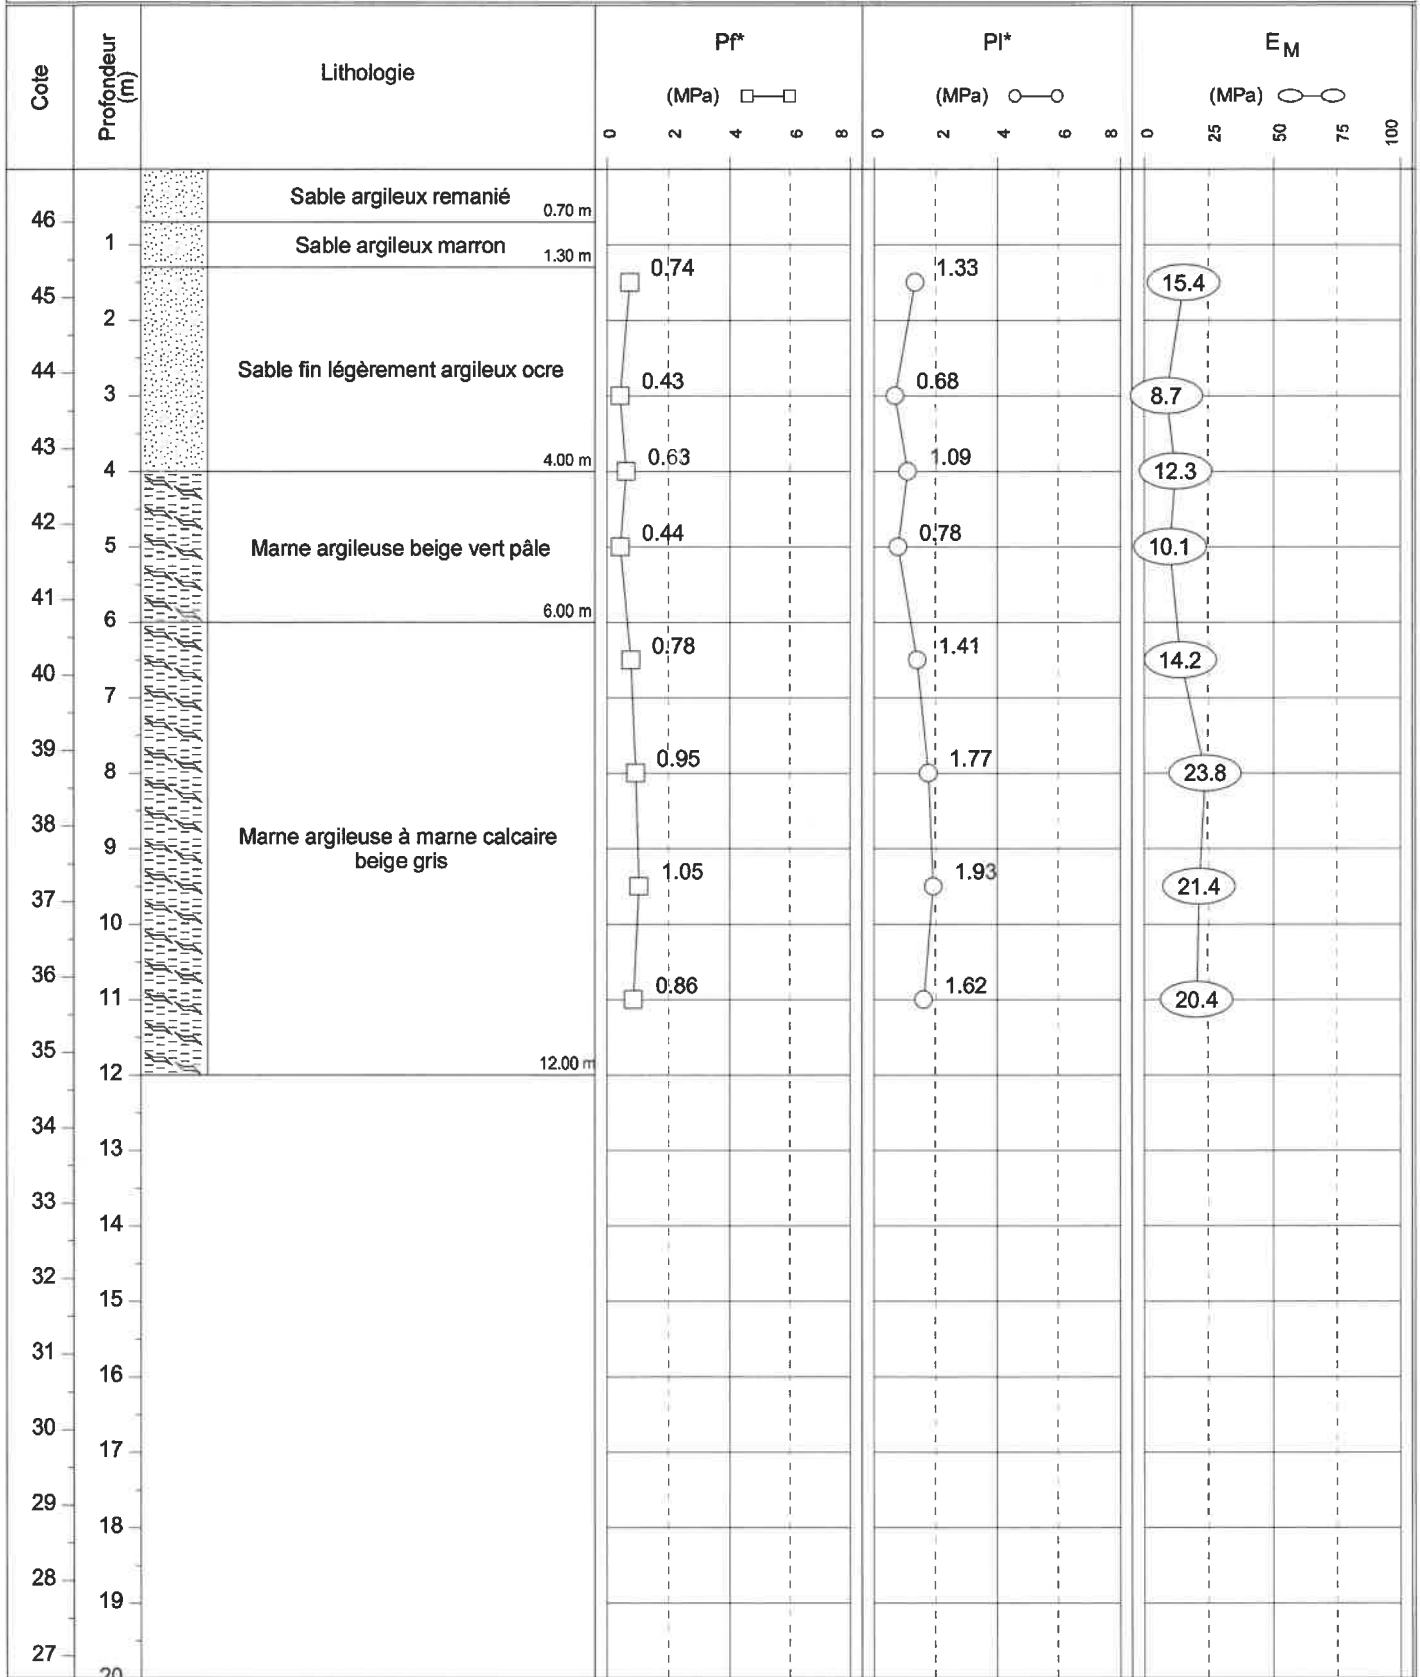 Cote
Profondeur
(m)
Lithologie
Pf*
(MPa)
0 2 4 6 8
Pl*
(MPa)
0 2 4 6 8
EM
(MPa)
0 25 50 75 100
Sable argileux remanié
0.70 m
46
1
Sable argileux marron
1.30 m
0.74
1.33
15.4
45
2
44
Sable fin légèrement argileux ocre
3
0.43
0.68
8.7
43
4
4.00 m
0.63
1.09
12.3
42
5
Marne argileuse beige vert pâle
0.44
0.78
10.1
41
6
6.00 m
0.78
1.41
14.2
40
7
39
8
0.95
1.77
23.8
38
9
Marne argileuse à marne calcaire
beige gris
1.05
1.93
21.4
37
10
36
11
0.86
1.62
20.4
35
12
12.00 m
34
13
33
14
32
15
31
16
30
17
29
18
28
19
27
20